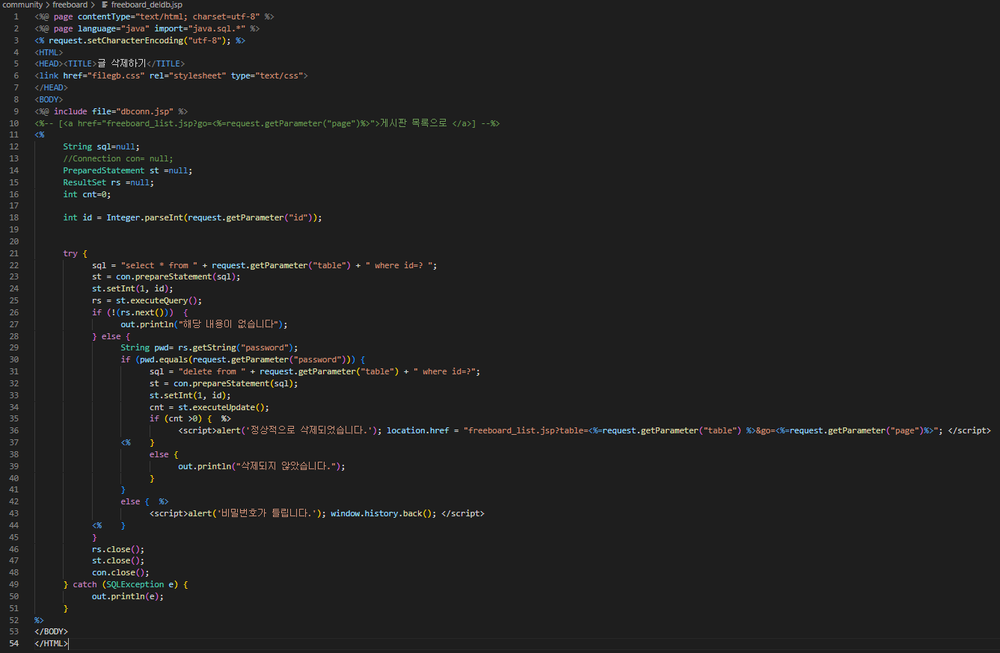 community > freeboard > freeboard_deldb.jsp
1 <%@ page contentType="text/html; charset=utf-8" %>
2 <%@ page language="java" import="java.sql.*" %>
3 <% request.setCharacterEncoding("utf-8"); %>
4 <HTML>
5 <HEAD><TITLE>글 삭제하기</TITLE>
6 <link href="filegb.css" rel="stylesheet" type="text/css">
7 </HEAD>
8 <BODY>
9 <%@ include file="dbconn.jsp" %>
10 <%-- [<a href="freeboard_list.jsp?go=<%=request.getParameter("page")%>">게시판 목록으로 </a>] --%>
11 <%
12 String sql=null;
13 //Connection con= null;
14 PreparedStatement st =null;
15 ResultSet rs =null;
16 int cnt=0;
17
18 int id = Integer.parseInt(request.getParameter("id"));
19
20
21 try {
22 sql = "select * from " + request.getParameter("table") + " where id=? ";
23 st = con.prepareStatement(sql);
24 st.setInt(1, id);
25 rs = st.executeQuery();
26 if (!(rs.next()))  {
27 out.println("해당 내용이 없습니다");
28 } else {
29 String pwd= rs.getString("password");
30 if (pwd.equals(request.getParameter("password"))) {
31 sql = "delete from " + request.getParameter("table") + " where id=?";
32 st = con.prepareStatement(sql);
33 st.setInt(1, id);
34 cnt = st.executeUpdate();
35 if (cnt >0) {  %>
36 <script>alert('정상적으로 삭제되었습니다.'); location.href = "freeboard_list.jsp?table=<%=request.getParameter("table") %>&go=<%=request.getParameter("page")%>"; </script>
37 <%    }
38 else {
39 out.println("삭제되지 않았습니다.");
40 }
41 }
42 else {  %>
43 <script>alert('비밀번호가 틀립니다.'); window.history.back(); </script>
44 <%    }
45 }
46 rs.close();
47 st.close();
48 con.close();
49 } catch (SQLException e) {
50 out.println(e);
51 }
52 %>
53 </BODY>
54 </HTML>